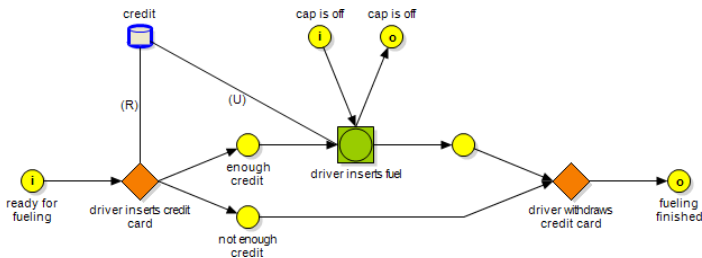 credit
cap is off
cap is off
i
o
(R)
(U)
enough
credit
driver inserts fuel
i
ready for
fueling
driver inserts credit
card
not enough
credit
driver withdraws
credit card
o
fueling
finished